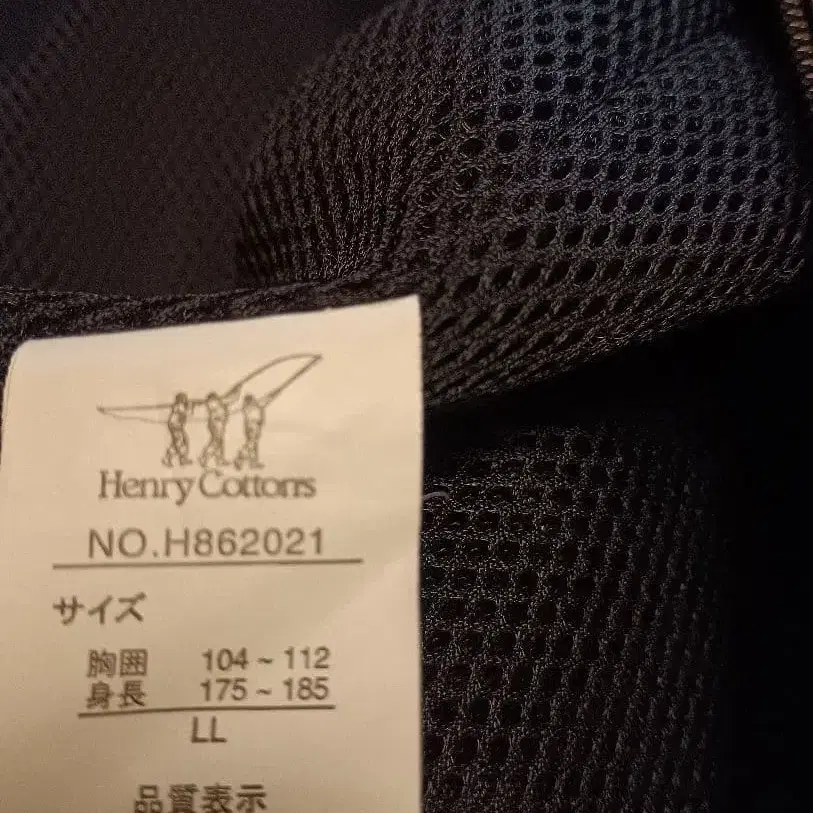 Henry Cotton's
NO.H862021
サイズ
胸囲 104~112
身長 175~185
LL
品質表示